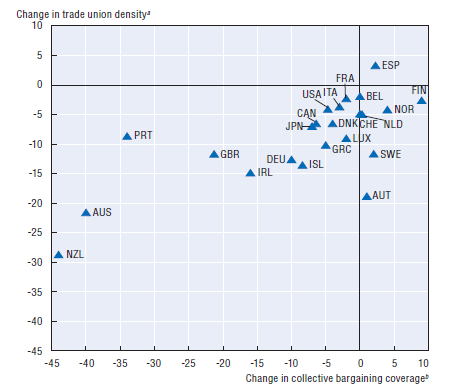 Change in trade union densityᵃ
10
5
ESP
0
FRA
FIN
USA ITA
BEL
NOR
-5
CAN
JPN
DNK CHE NLD
LUX
PRT
-10
GRC
GBR
DEU
SWE
ISL
-15
IRL
AUT
-20
AUS
-25
NZL
-30
-35
-40
-45
-45 -40 -35 -30 -25 -20 -15 -10 -5 0 5 10
Change in collective bargaining coverageᵇ